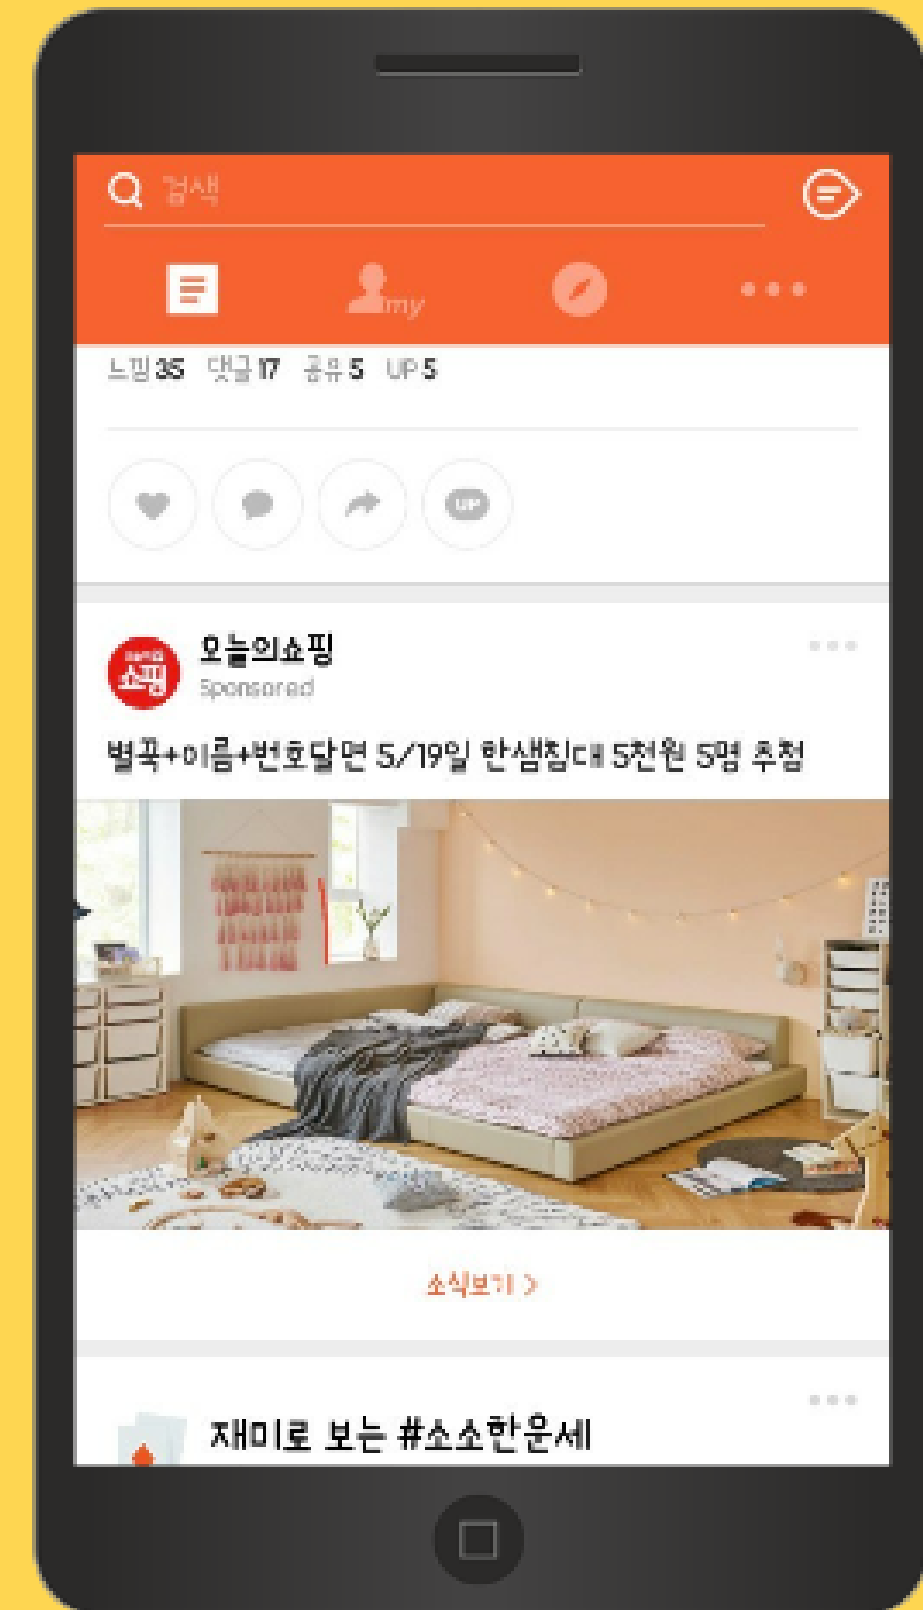 검색
my
느낌 35 댓글 17 공유 5 UP 5
UP
쇼핑
오늘의쇼핑
Sponsored
별꾹+이름+번호달면 5/19일 한샘침대 5천원 5명 추첨
소식보기 >
재미로 보는 #소소한운세